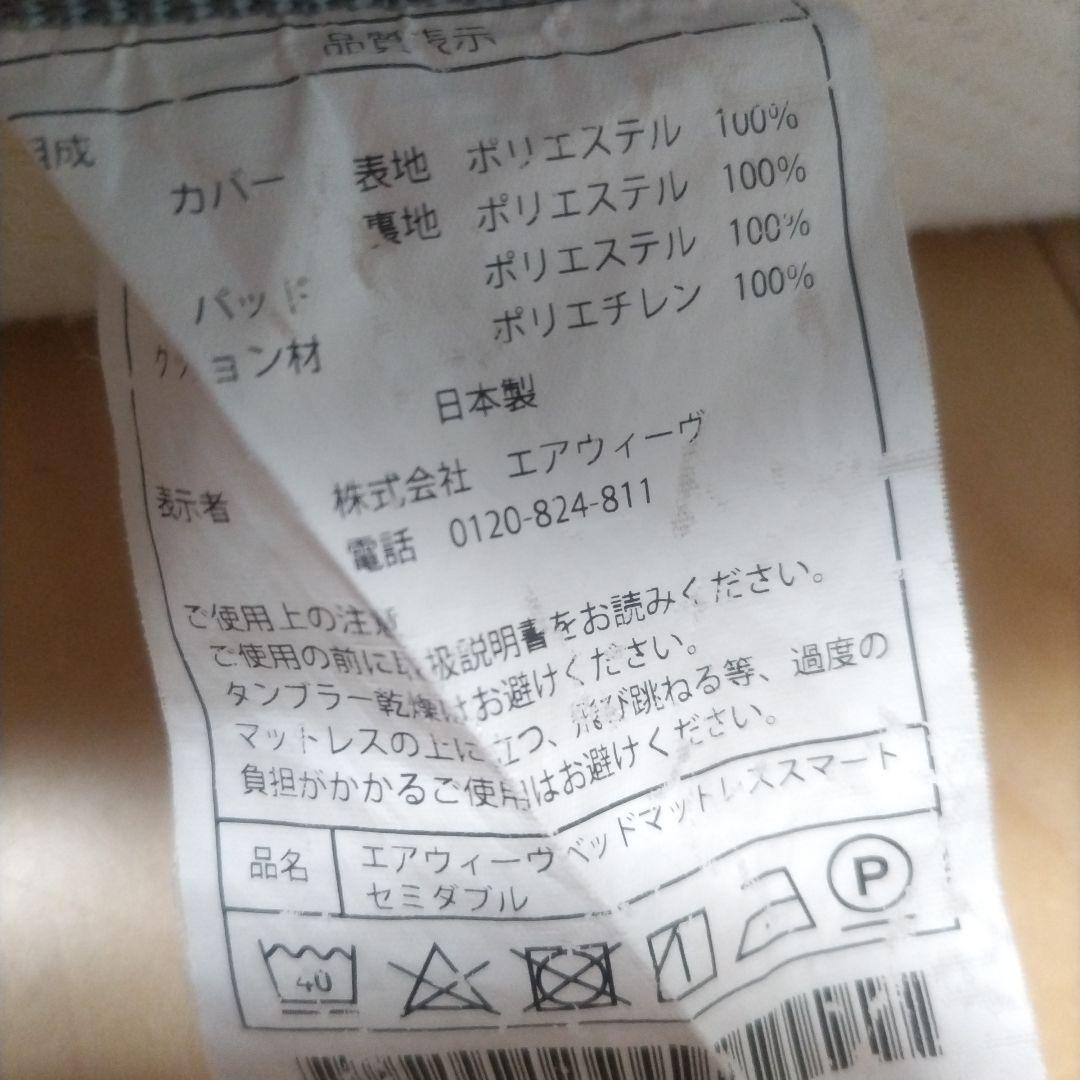 品質表示
組成
カバー 表地 ポリエステル 100%
裏地 ポリエステル 100%
パッド ポリエステル 100%
クッション材 ポリエチレン 100%
日本製
表示者 株式会社 エアウィーヴ
電話 0120-824-811
ご使用上の注意
ご使用の前に取扱説明書をお読みください。
タンブラー乾燥はお避けください。
マットレスの上に立つ、飛び跳ねる等、過度の
負担がかかるご使用はお避けください。
品名 エアウィーヴベッドマットレススマート
セミダブル
40 P